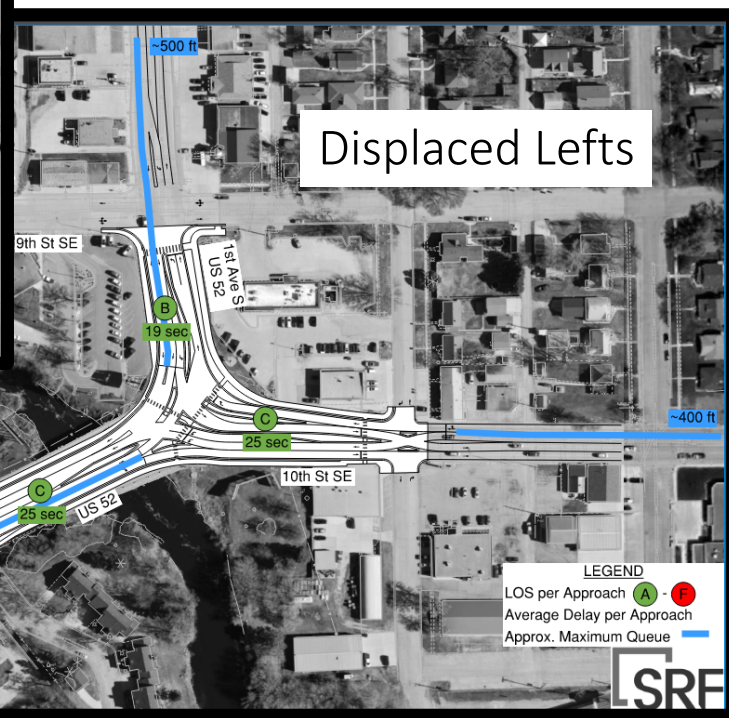 ~500 ft
Displaced Lefts
9th St SE
1st Ave S
US 52
B
19 sec
~400 ft
C
25 sec
10th St SE
C
25 sec
US 52
LEGEND
LOS per Approach A - F
Average Delay per Approach
Approx. Maximum Queue
SRF